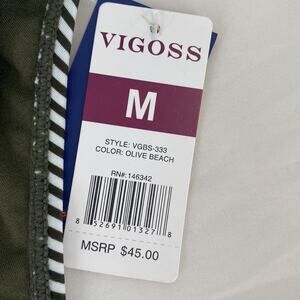 VIGOSS
M
STYLE: VGBS-333
COLOR: OLIVE BEACH
RN#:146342
8 52691 01327 8
MSRP $45.00